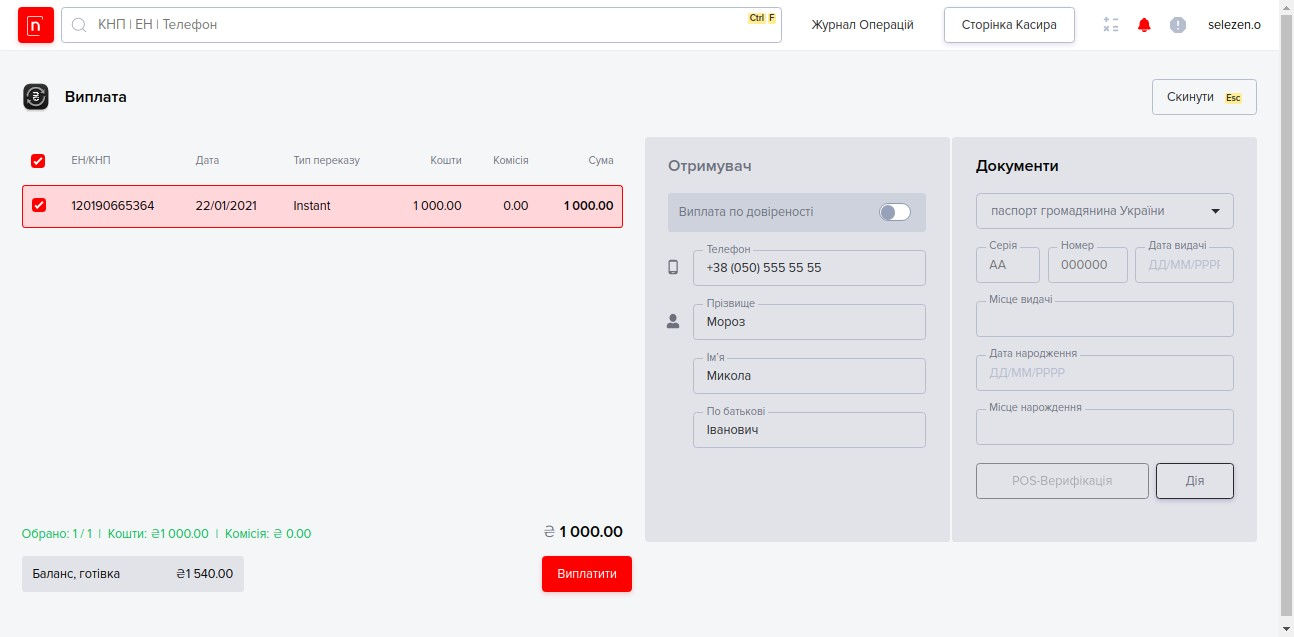 n
КНП | ЕН | Телефон
Ctrl F
Журнал Операцій
Сторінка Касира
selezen.o
Виплата
Скинути Esc
ЕН/КНП Дата Тип переказу Кошти Комісія Сума
120190665364 22/01/2021 Instant 1 000.00 0.00 1 000.00
Обрано: 1 / 1 | Кошти: ₴1 000.00 | Комісія: ₴ 0.00
₴ 1 000.00
Баланс, готівка ₴1 540.00
Виплатити
Отримувач
Виплата по довіреності
Телефон
+38 (050) 555 55 55
Прізвище
Мороз
Ім'я
Микола
По батькові
Іванович
Документи
паспорт громадянина України
Серія Номер Дата видачі
АА 000000 ДД/ММ/РРРР
Місце видачі
Дата народження
ДД/ММ/РРРР
Місце нарождення
POS-Верифікація
Дія